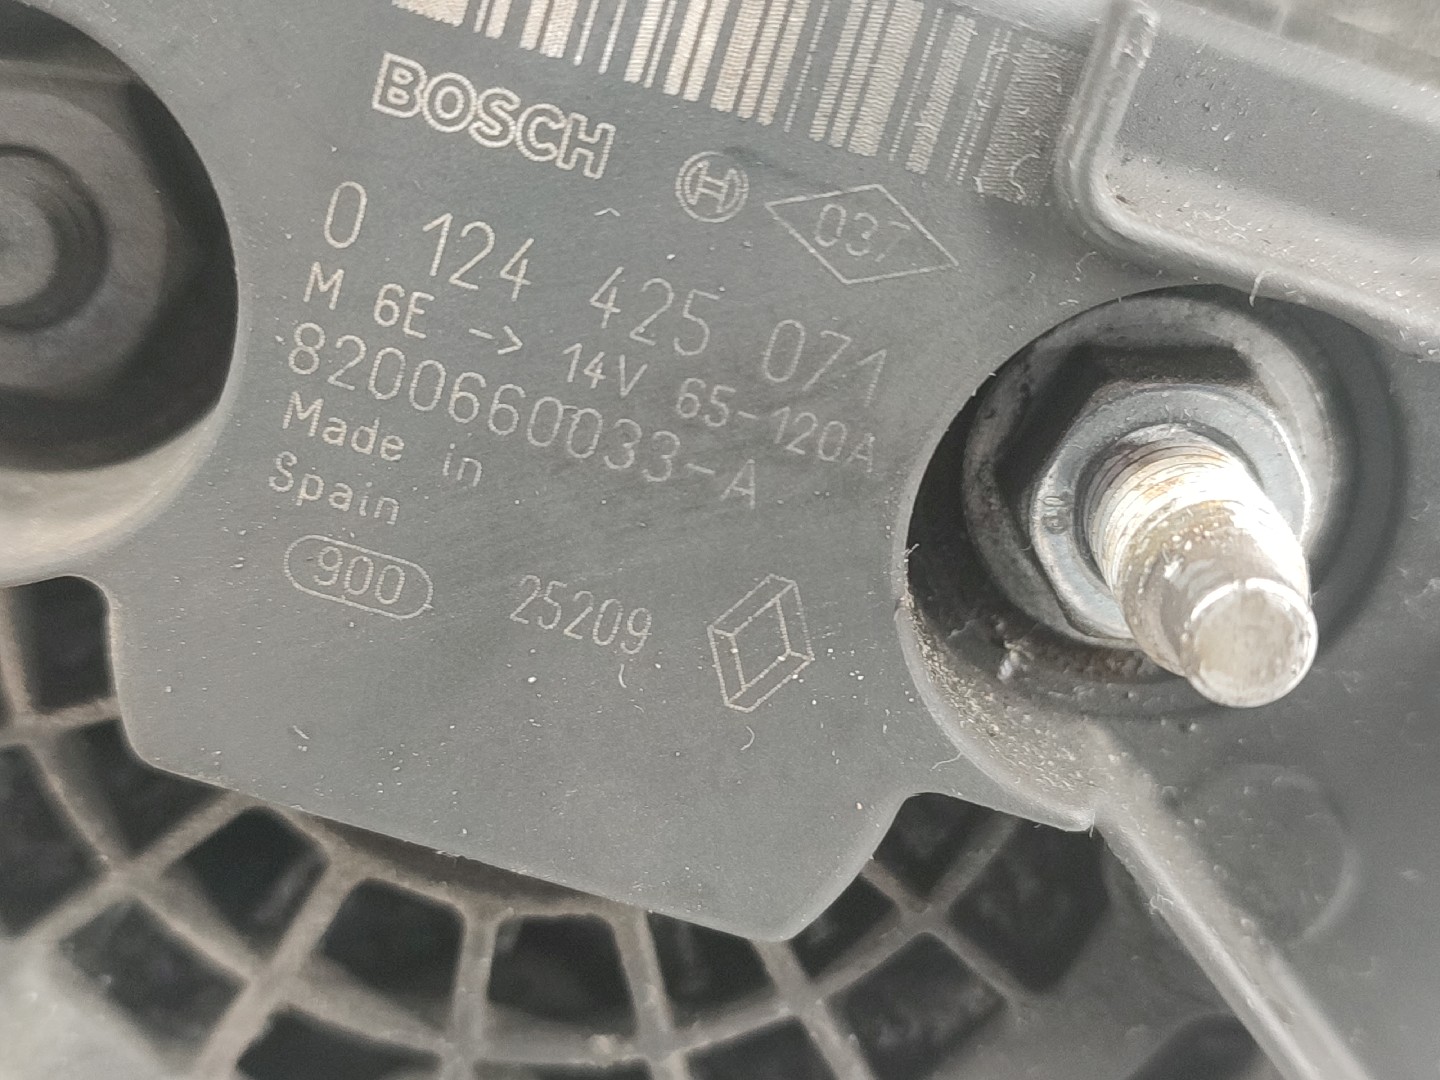 BOSCH
037
0 124 425 071
M 6E -> 14V 65-120A
8200660033-A
Made in
Spain
900 25209